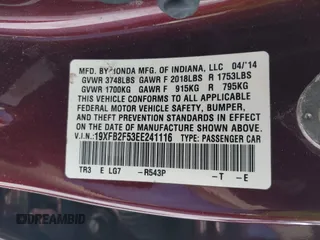 MFD. BY HONDA MFG. OF INDIANA, LLC 04/14
GVWR 3748LBS GAWR F 2018LBS R 1753LBS
GVWR 1700KG GAWR F 915KG R 795KG
THIS VEHICLE CONFORMS TO ALL APPLICABLE
FEDERAL MOTOR VEHICLE SAFETY, BUMPER,
AND THEFT PREVENTION STANDARDS IN EFFECT
ON THE DATE OF MANUFACTURE SHOWN ABOVE.
V.I.N.:19XFB2F53EE241116 TYPE: PASSENGER CAR
TR3 E LG7 -R543P -T -E
DREAMBID